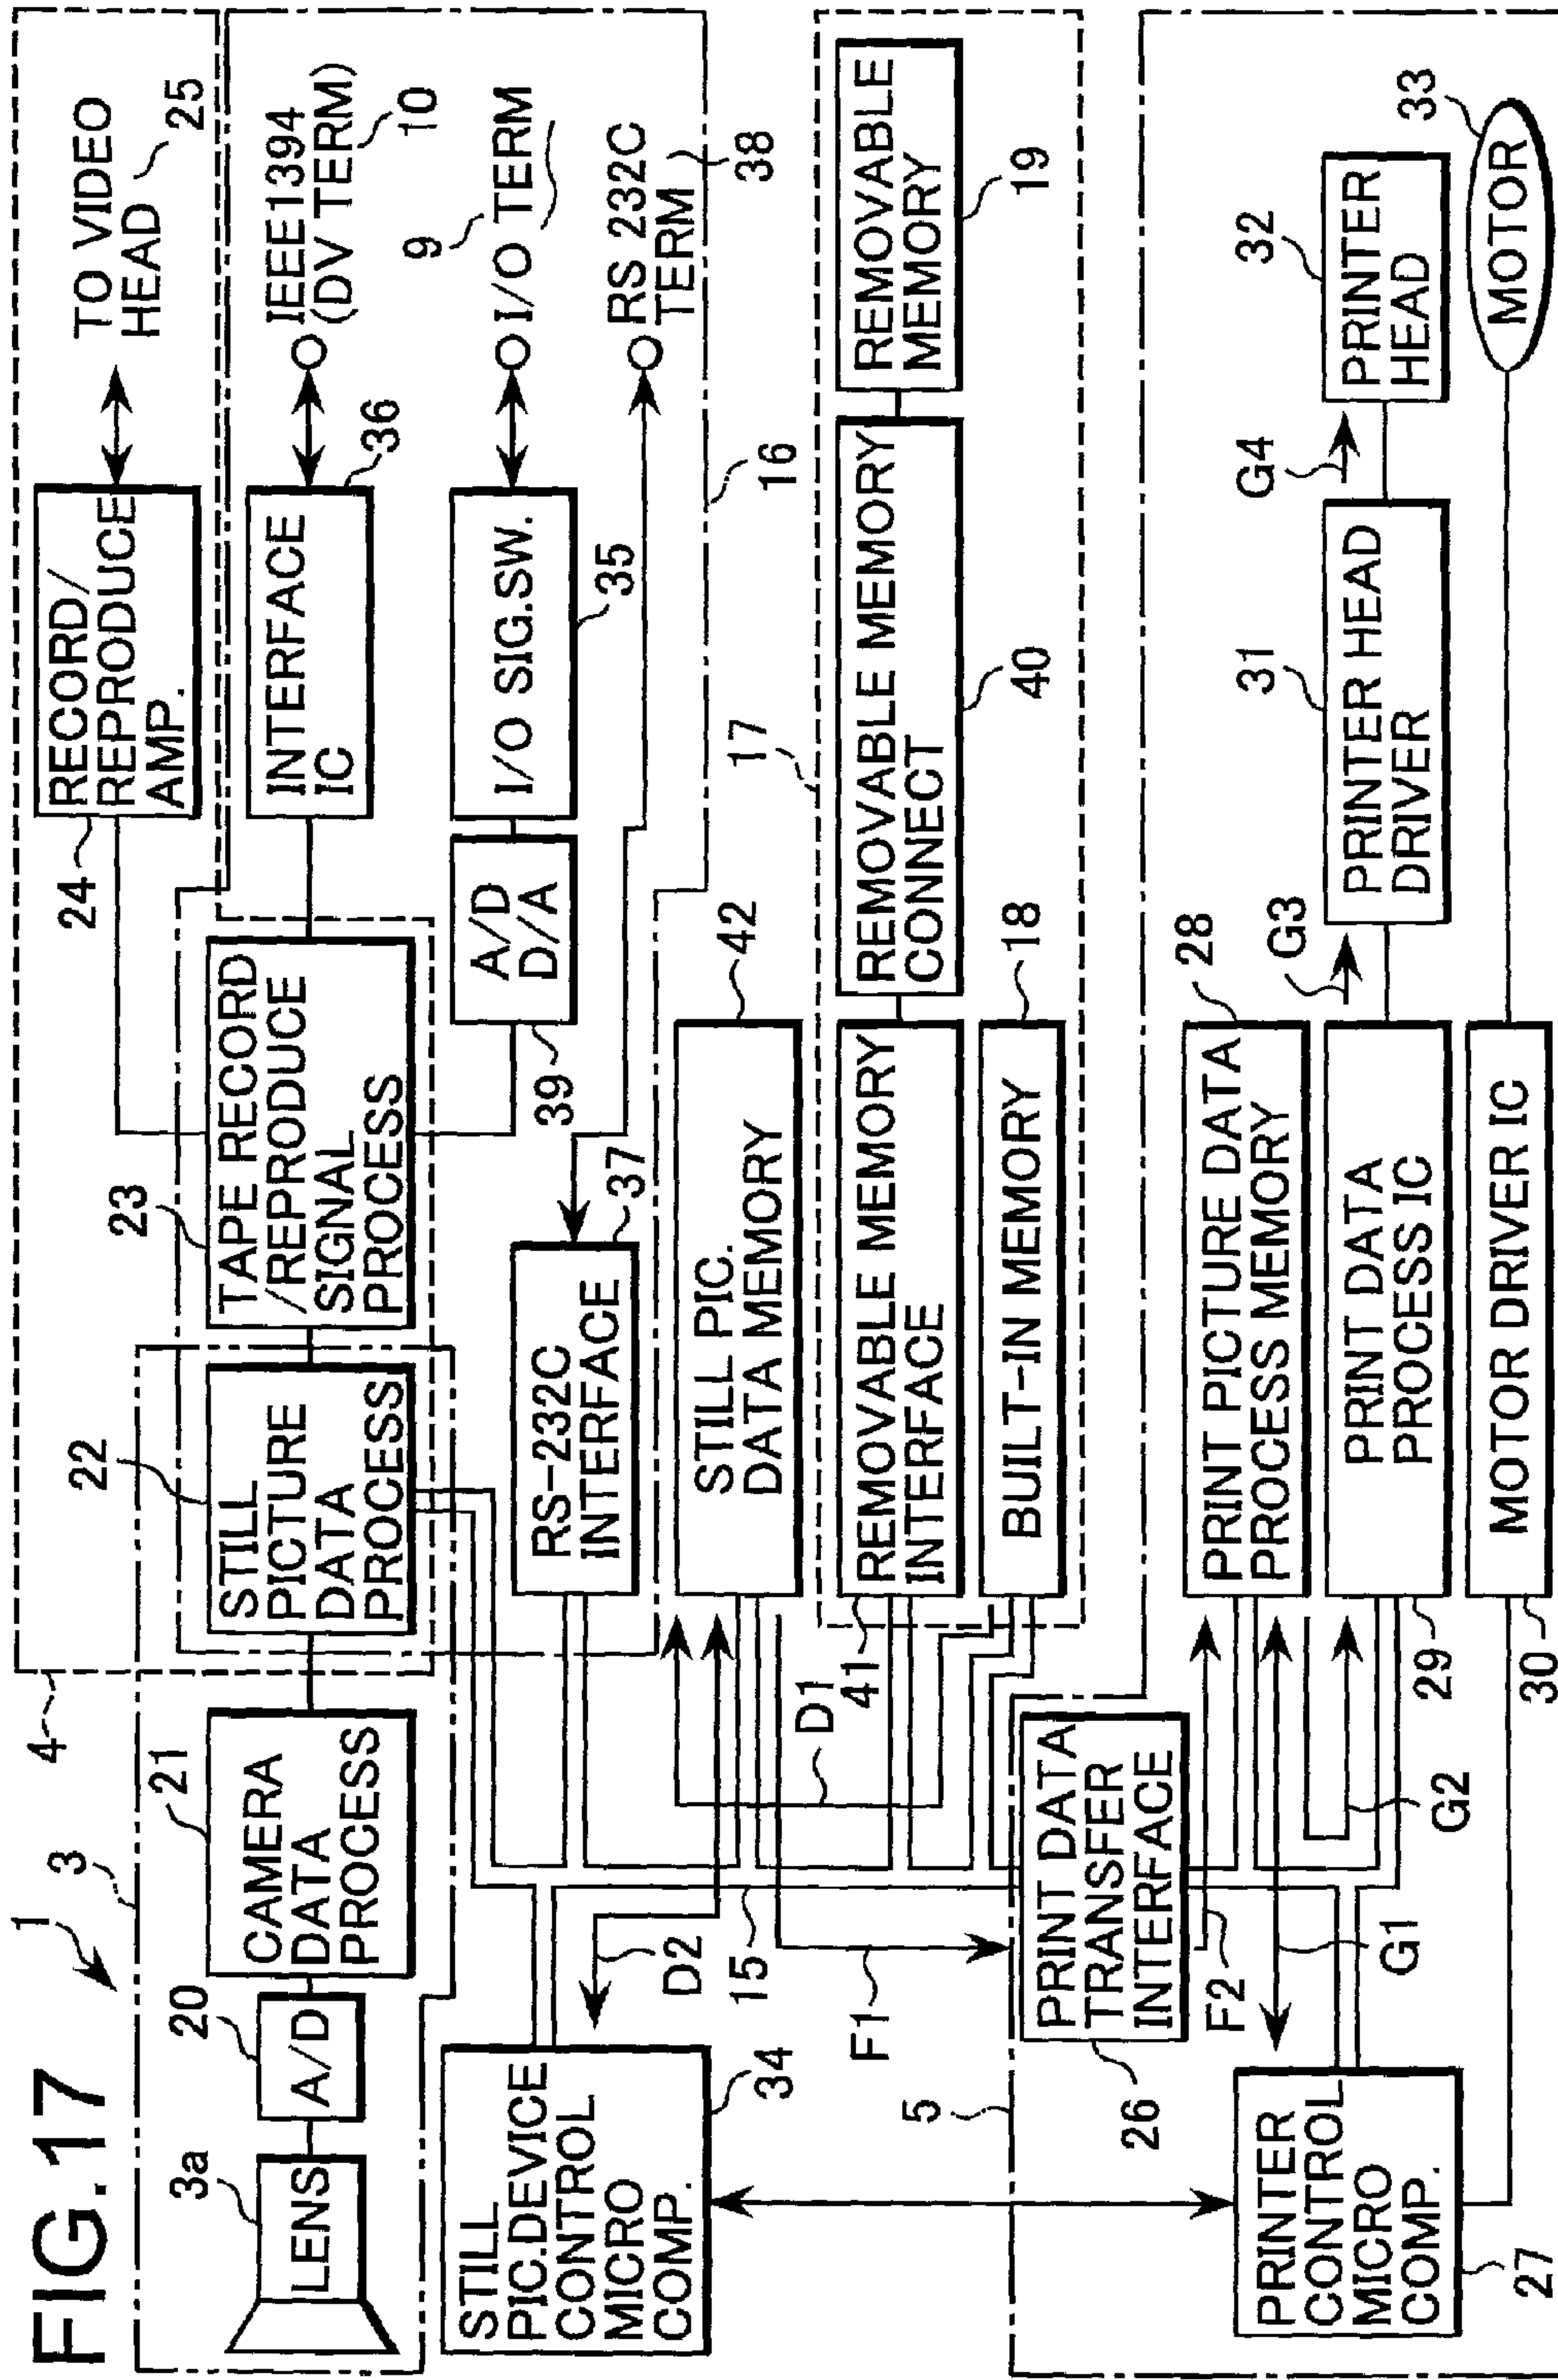 FIG.17
1
3
4
3a
LENS
20
A/D
21
CAMERA
DATA
PROCESS
22
STILL
PICTURE
DATA
PROCESS
23
TAPE RECORD
/REPRODUCE
SIGNAL
PROCESS
24
RECORD/
REPRODUCE
AMP.
TO VIDEO
HEAD
25
INTERFACE
IC
36
IEEE1394
(DV TERM)
10
A/D
D/A
39
I/O SIG.SW.
35
9
I/O TERM
RS-232C
INTERFACE
37
RS 232C
TERM
38
16
STILL
PIC.DEVICE
CONTROL
MICRO
COMP.
34
D2
15
F1
D1
STILL PIC.
DATA MEMORY
42
17
41
REMOVABLE MEMORY
INTERFACE
REMOVABLE MEMORY
CONNECT
40
REMOVABLE
MEMORY
19
BUILT-IN MEMORY
18
5
26
PRINT DATA
TRANSFER
INTERFACE
F2
G1
G2
PRINTER
CONTROL
MICRO
COMP.
27
PRINT PICTURE DATA
PROCESS MEMORY
28
PRINT DATA
PROCESS IC
29
G3
31
PRINTER HEAD
DRIVER
G4
32
PRINTER
HEAD
MOTOR DRIVER IC
30
MOTOR
33